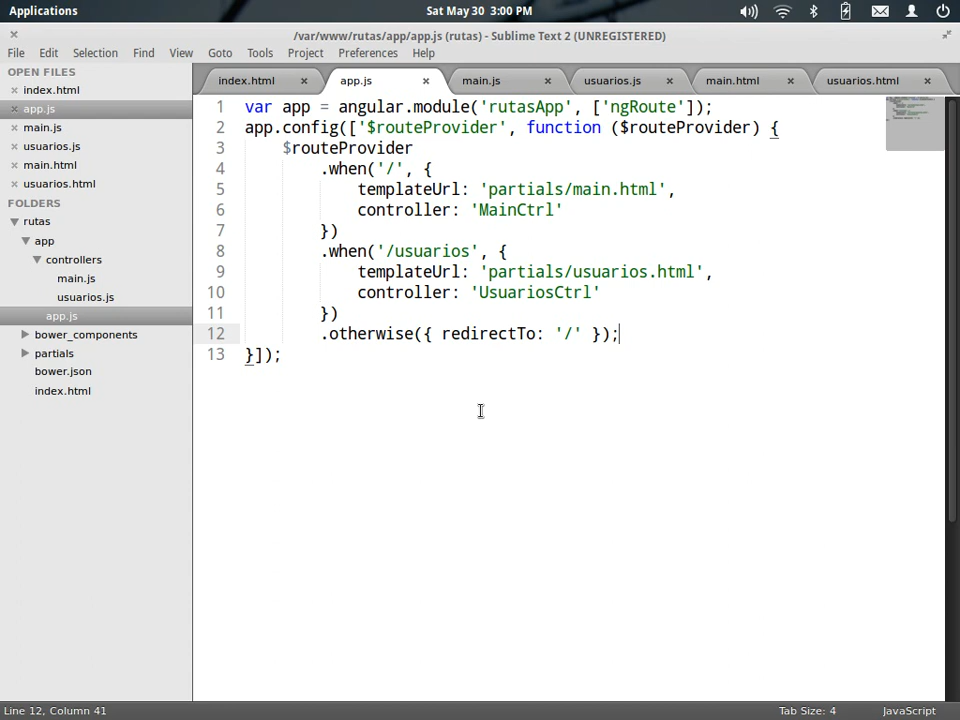 Applications
Sat May 30 3:00 PM
/var/www/rutas/app/app.js (rutas) - Sublime Text 2 (UNREGISTERED)
File Edit Selection Find View Goto Tools Project Preferences Help
OPEN FILES
index.html
app.js
main.js
usuarios.js
main.html
usuarios.html
FOLDERS
rutas
app
controllers
main.js
usuarios.js
app.js
bower_components
partials
bower.json
index.html
index.html app.js main.js usuarios.js main.html usuarios.html
1 var app = angular.module('rutasApp', ['ngRoute']);
2 app.config(['$routeProvider', function ($routeProvider) {
3 $routeProvider
4 .when('/', {
5 templateUrl: 'partials/main.html',
6 controller: 'MainCtrl'
7 })
8 .when('/usuarios', {
9 templateUrl: 'partials/usuarios.html',
10 controller: 'UsuariosCtrl'
11 })
12 .otherwise({ redirectTo: '/' });
13 }]);
Line 12, Column 41
Tab Size: 4
JavaScript